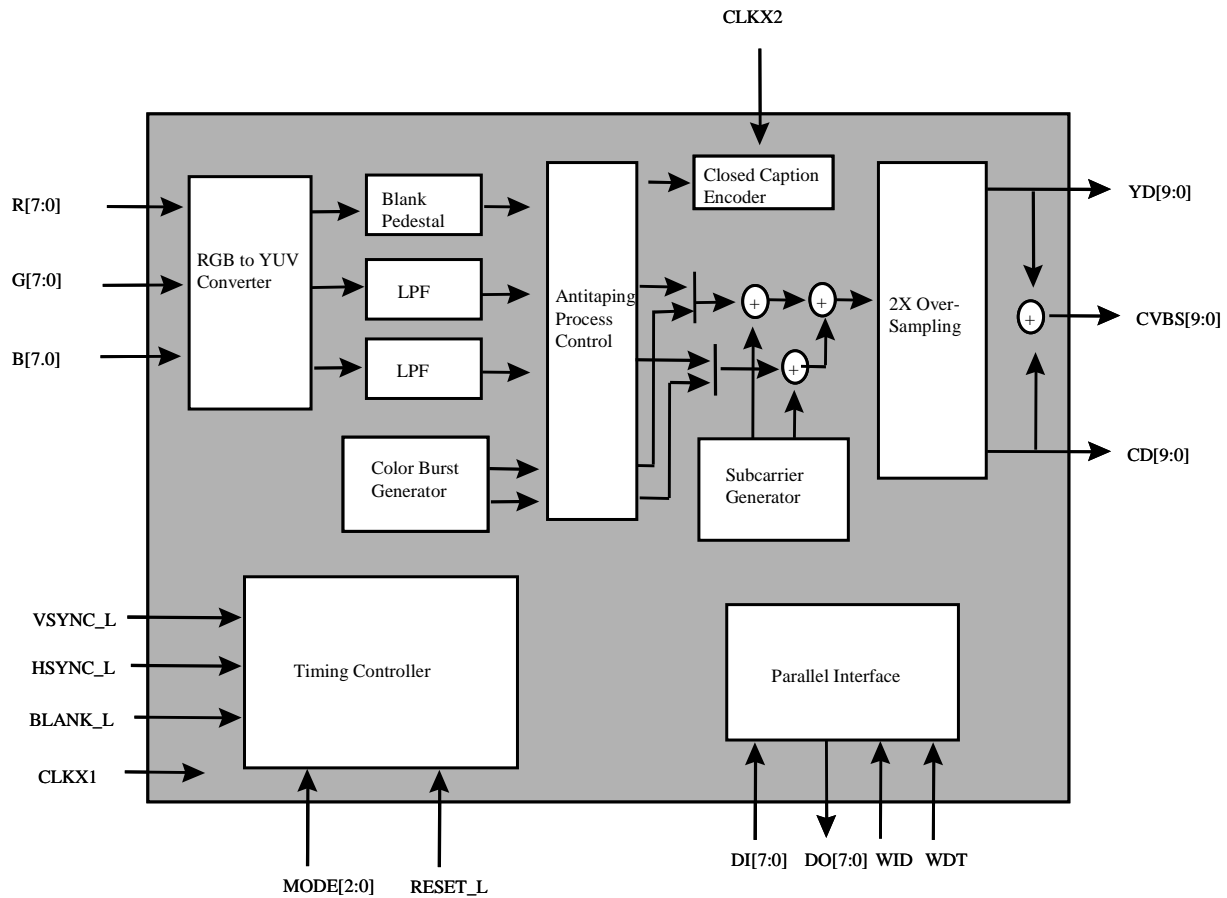 CLKX2
Closed Caption
Encoder
R[7:0]
G[7:0]
B[7.0]
RGB to YUV
Converter
Blank
Pedestal
LPF
LPF
Antitaping
Process
Control
+
+
+
2X Over-
Sampling
YD[9:0]
+
CVBS[9:0]
CD[9:0]
Color Burst
Generator
Subcarrier
Generator
VSYNC_L
HSYNC_L
BLANK_L
CLKX1
Timing Controller
Parallel Interface
MODE[2:0]
RESET_L
DI[7:0]
DO[7:0]
WID
WDT